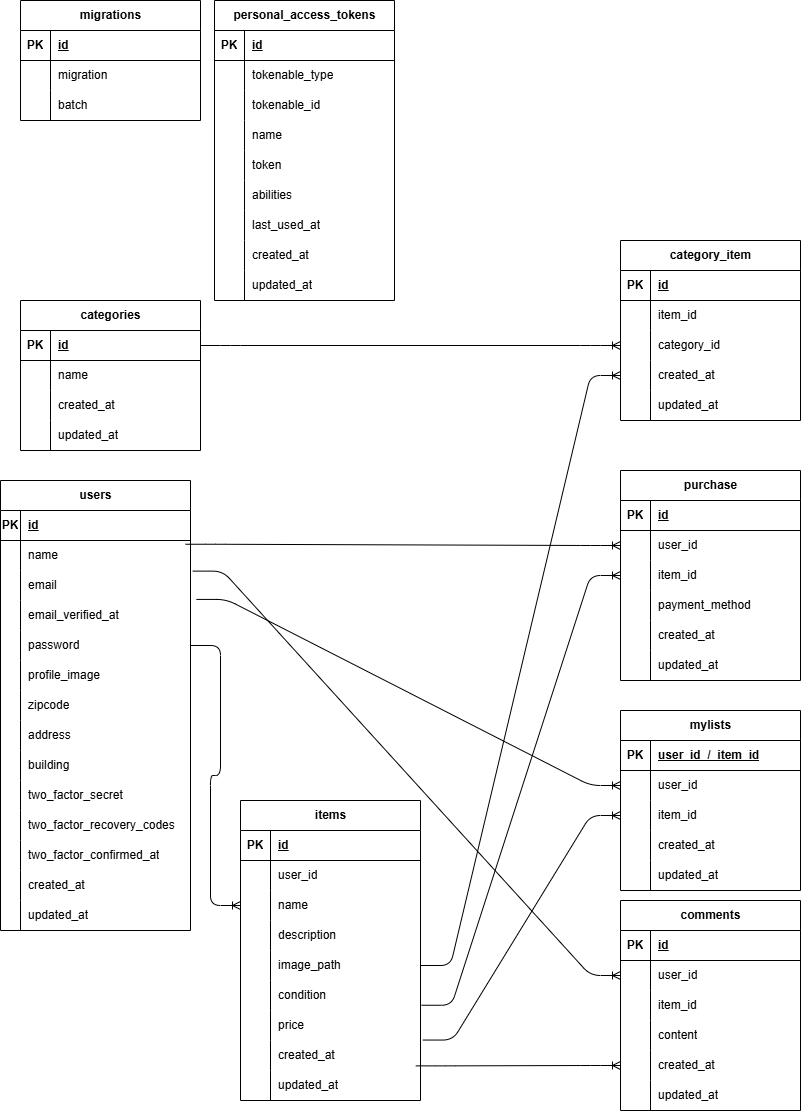 migrations
PK id
migration
batch
personal_access_tokens
PK id
tokenable_type
tokenable_id
name
token
abilities
last_used_at
created_at
updated_at
category_item
PK id
item_id
category_id
created_at
updated_at
categories
PK id
name
created_at
updated_at
users
PK id
name
email
email_verified_at
password
profile_image
zipcode
address
building
two_factor_secret
two_factor_recovery_codes
two_factor_confirmed_at
created_at
updated_at
purchase
PK id
user_id
item_id
payment_method
created_at
updated_at
mylists
PK user_id / item_id
user_id
item_id
created_at
updated_at
items
PK id
user_id
name
description
image_path
condition
price
created_at
updated_at
comments
PK id
user_id
item_id
content
created_at
updated_at